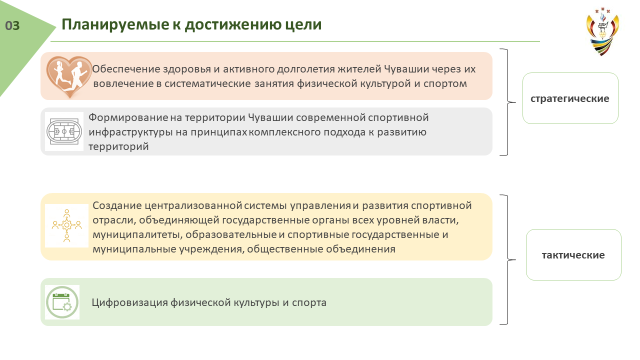 03
Планируемые к достижению цели
Обеспечение здоровья и активного долголетия жителей Чувашии через их
вовлечение в систематические занятия физической культурой и спортом
Формирование на территории Чувашии современной спортивной
инфраструктуры на принципах комплексного подхода к развитию
территорий
стратегические
Создание централизованной системы управления и развития спортивной
отрасли, объединяющей государственные органы всех уровней власти,
муниципалитеты, образовательные и спортивные государственные и
муниципальные учреждения, общественные объединения
Цифровизация физической культуры и спорта
тактические